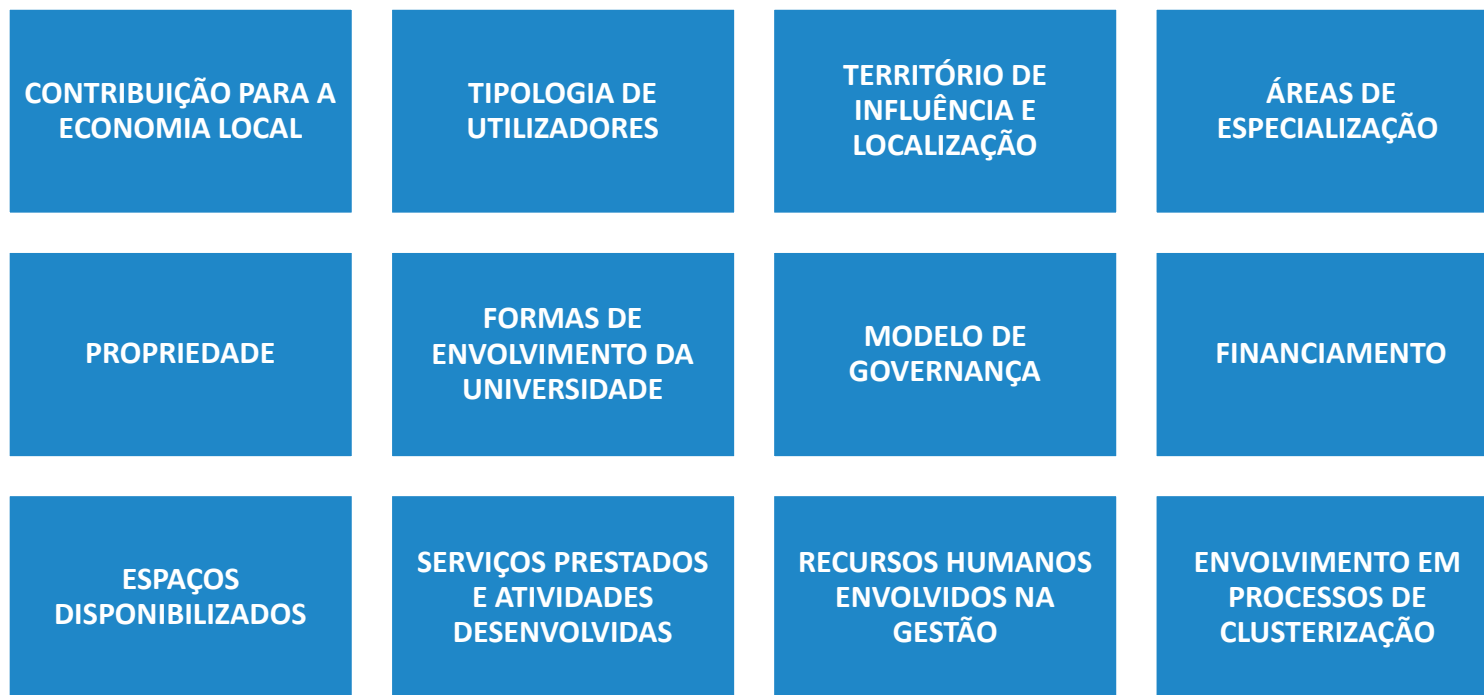 CONTRIBUIÇÃO PARA A
ECONOMIA LOCAL
TIPOLOGIA DE
UTILIZADORES
TERRITÓRIO DE
INFLUÊNCIA E
LOCALIZAÇÃO
ÁREAS DE
ESPECIALIZAÇÃO
PROPRIEDADE
FORMAS DE
ENVOLVIMENTO DA
UNIVERSIDADE
MODELO DE
GOVERNANÇA
FINANCIAMENTO
ESPAÇOS
DISPONIBILIZADOS
SERVIÇOS PRESTADOS
E ATIVIDADES
DESENVOLVIDAS
RECURSOS HUMANOS
ENVOLVIDOS NA
GESTÃO
ENVOLVIMENTO EM
PROCESSOS DE
CLUSTERIZAÇÃO